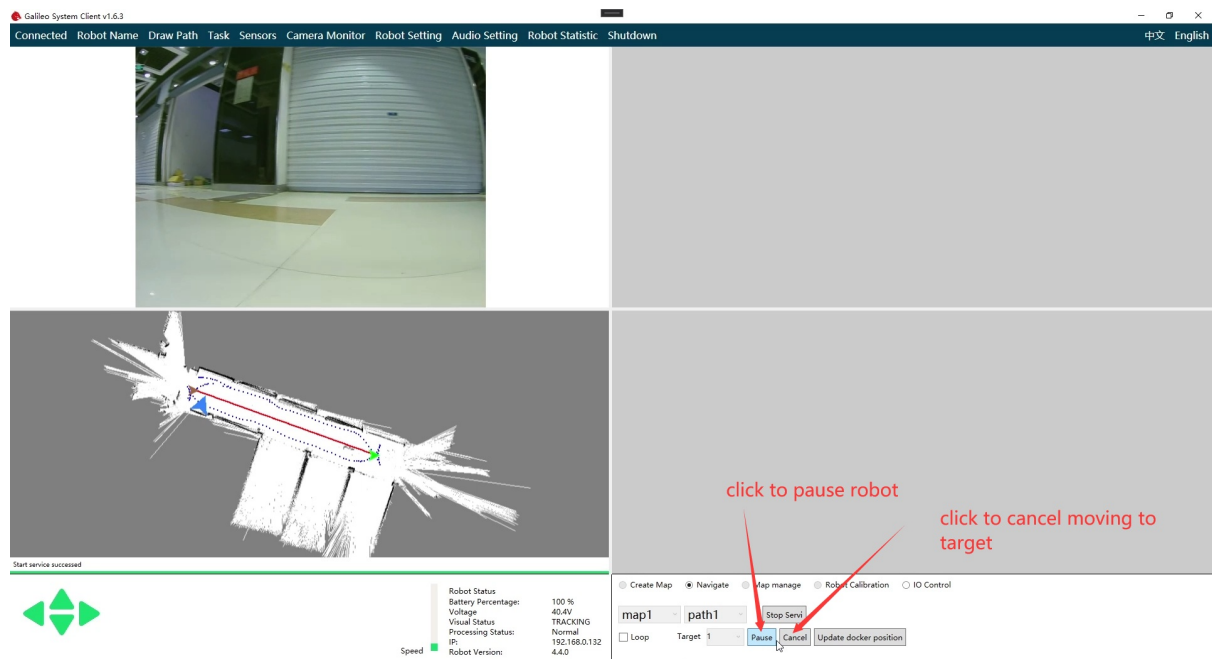 Galileo System Client v1.6.3
Connected Robot Name Draw Path Task Sensors Camera Monitor Robot Setting Audio Setting Robot Statistic Shutdown 中文 English
click to pause robot
click to cancel moving to
target
Start service successed
Create Map Navigate Map manage Robot Calibration IO Control
Robot Status
Battery Percentage: 100 %
Voltage 40.4V
Visual Status TRACKING
Processing Status: Normal
IP: 192.168.0.132
Robot Version: 4.4.0
Speed
map1 path1 Stop Servi
Loop Target 1 Pause Cancel Update docker position